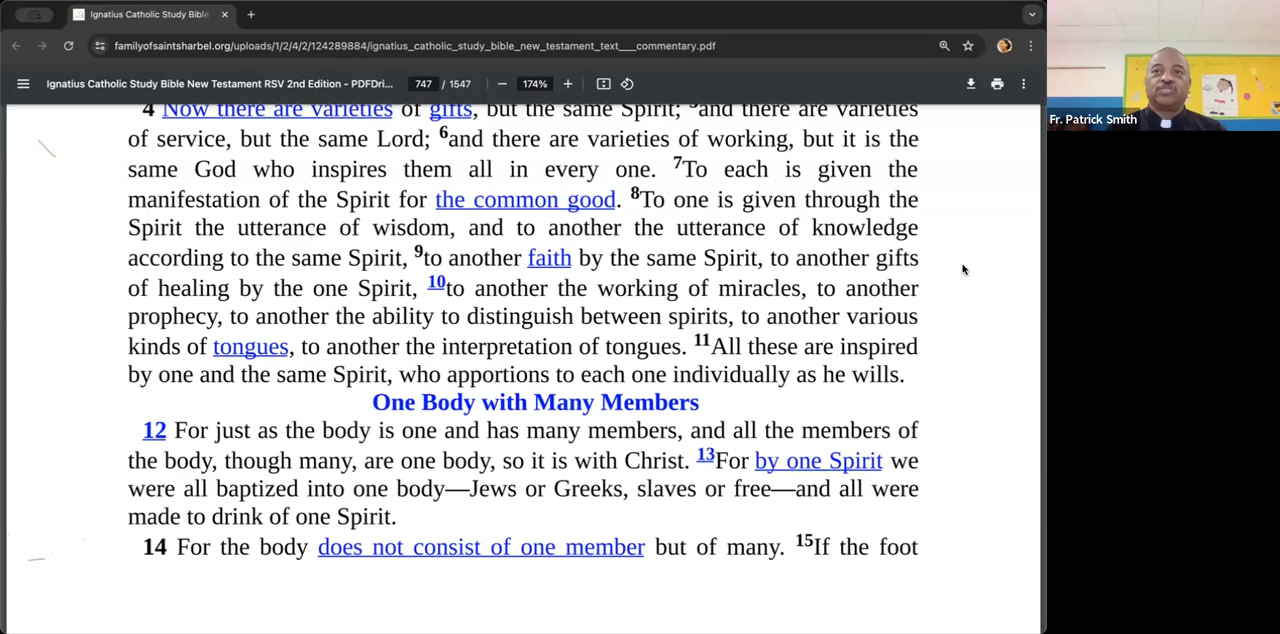 Ignatius Catholic Study Bible
familyofsaintsharbel.org/uploads/1/2/4/2/124289884/ignatius_catholic_study_bible_new_testament_text___commentary.pdf
Ignatius Catholic Study Bible New Testament RSV 2nd Edition - PDFDri...
747 / 1547
174%
Fr. Patrick Smith
4 Now there are varieties of gifts, but the same Spirit; 5and there are varieties
of service, but the same Lord; 6and there are varieties of working, but it is the
same God who inspires them all in every one. 7To each is given the
manifestation of the Spirit for the common good. 8To one is given through the
Spirit the utterance of wisdom, and to another the utterance of knowledge
according to the same Spirit, 9to another faith by the same Spirit, to another gifts
of healing by the one Spirit, 10to another the working of miracles, to another
prophecy, to another the ability to distinguish between spirits, to another various
kinds of tongues, to another the interpretation of tongues. 11All these are inspired
by one and the same Spirit, who apportions to each one individually as he wills.
One Body with Many Members
12 For just as the body is one and has many members, and all the members of
the body, though many, are one body, so it is with Christ. 13For by one Spirit we
were all baptized into one body—Jews or Greeks, slaves or free—and all were
made to drink of one Spirit.
14 For the body does not consist of one member but of many. 15If the foot